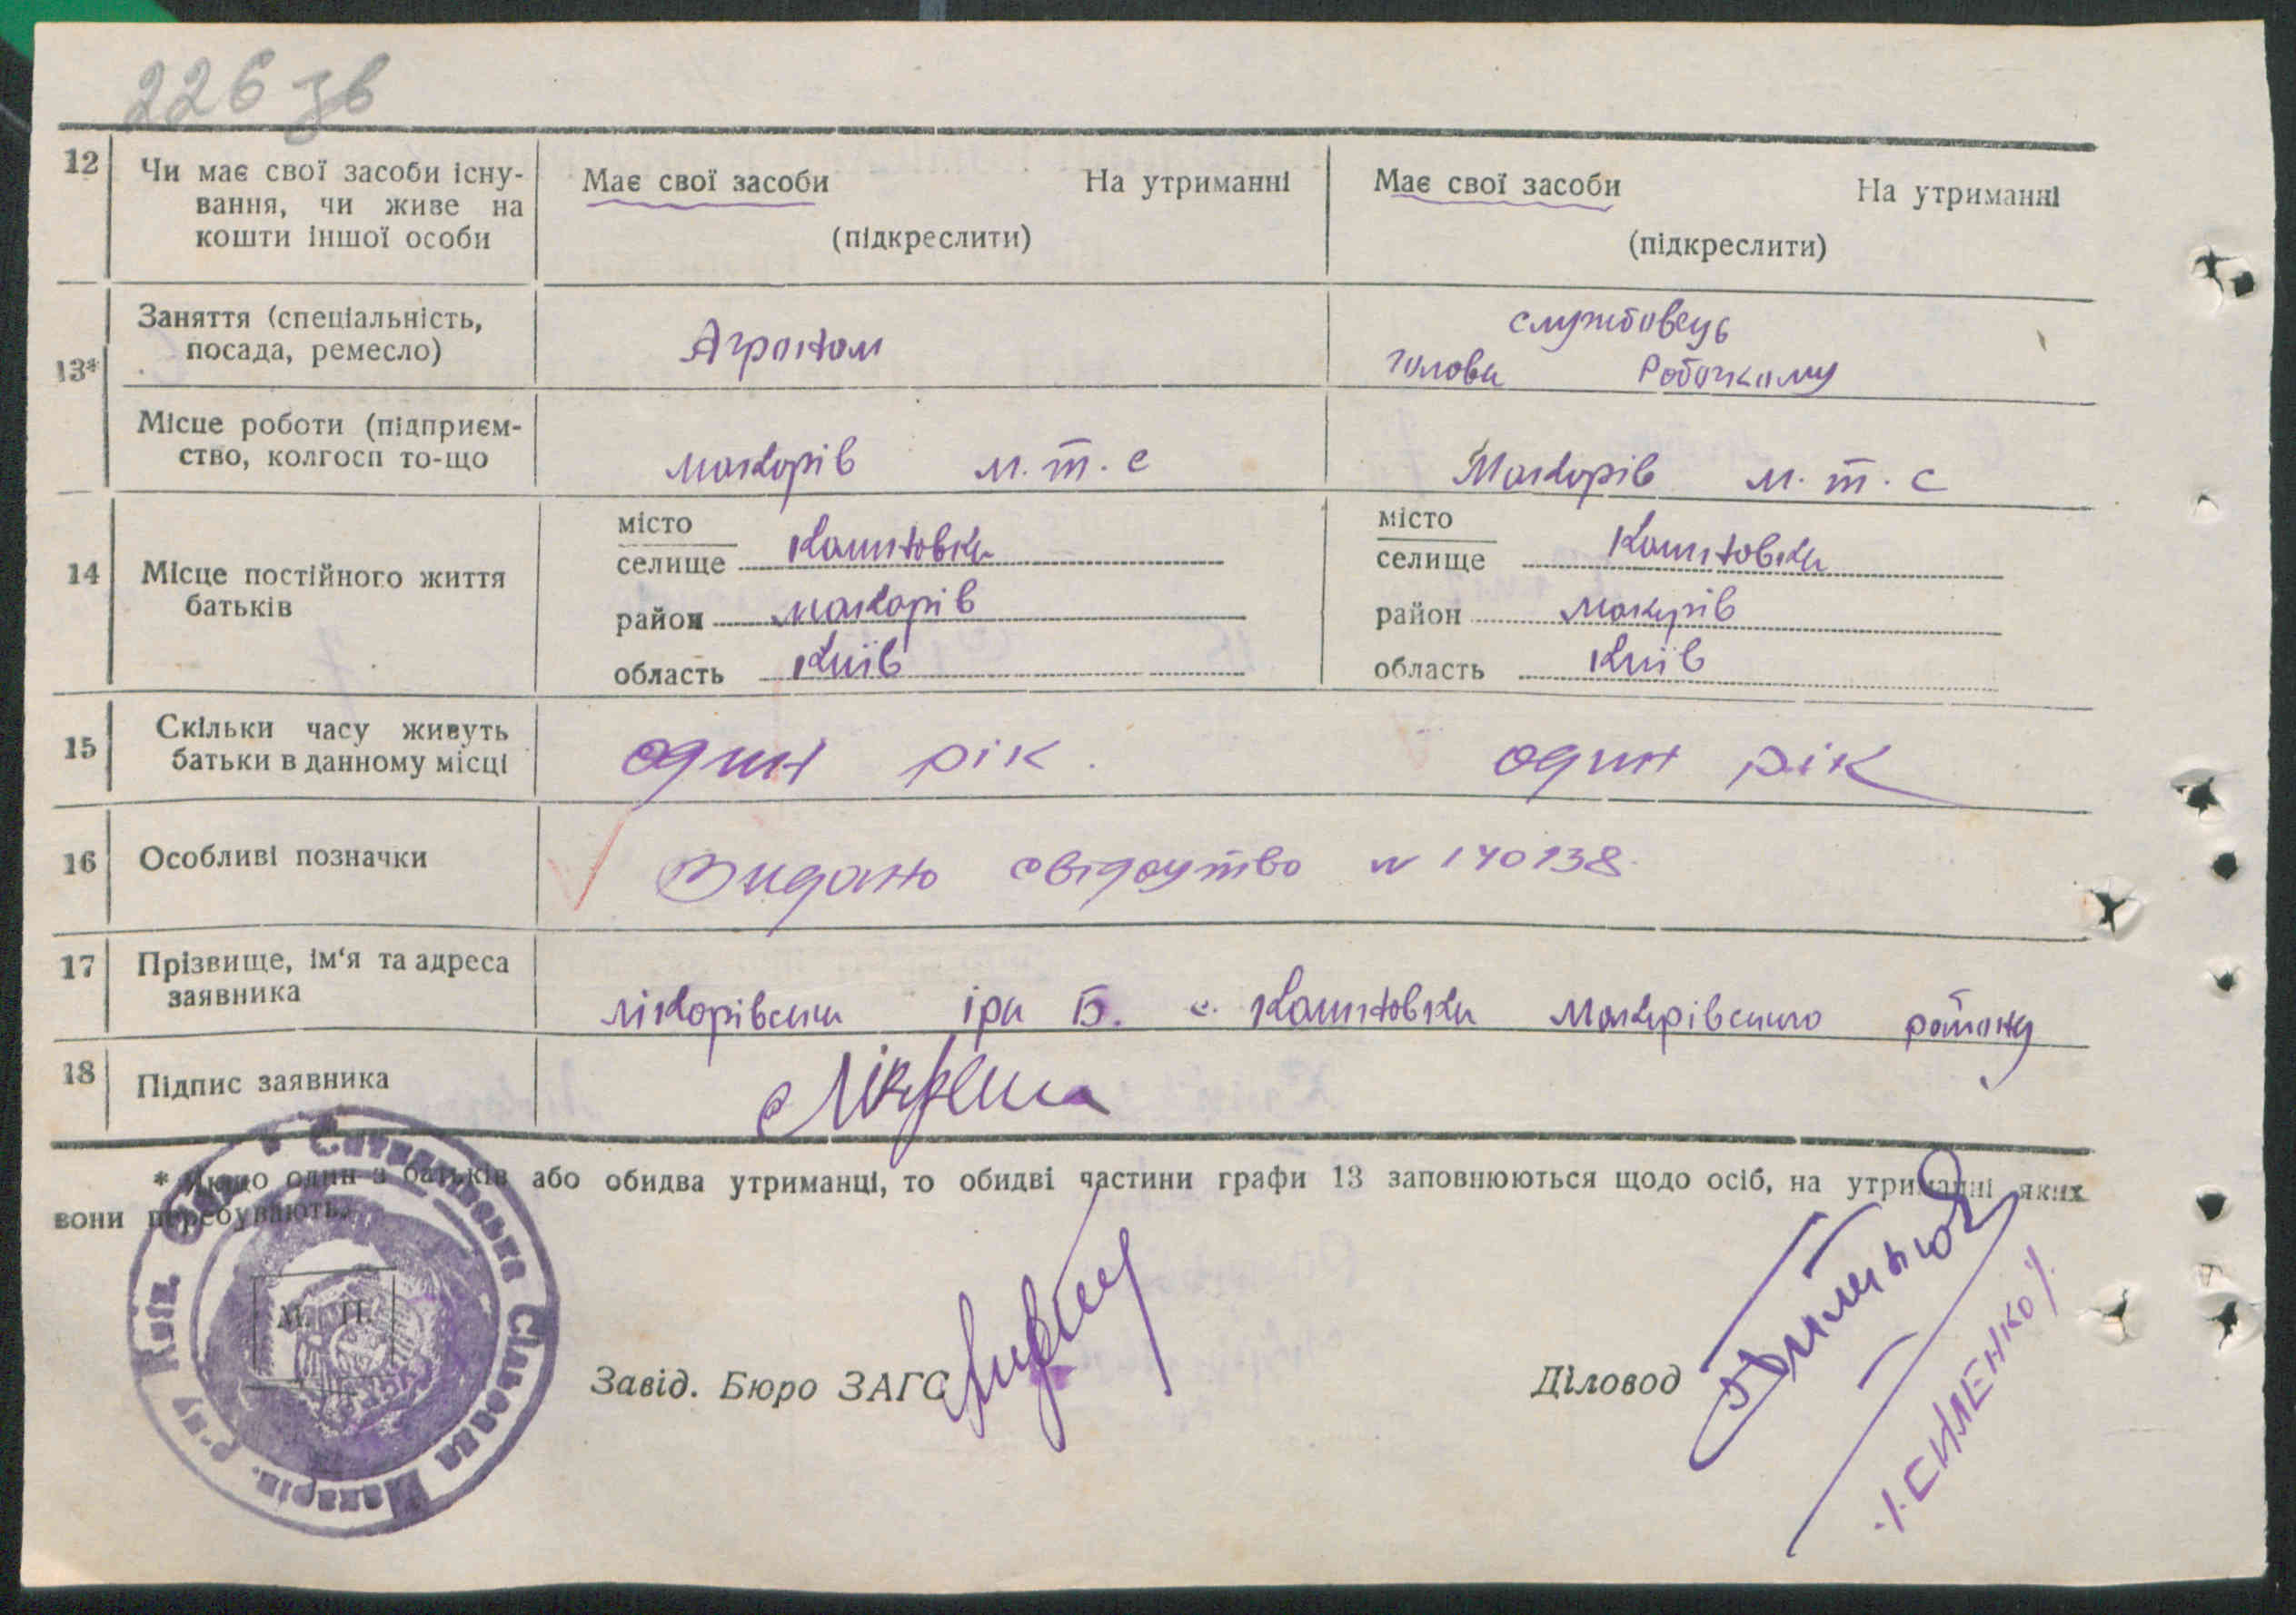 226 зв
12 Чи має свої засоби існу- Має свої засоби На утриманні Має свої засоби На утриманні
вання, чи живе на
кошти іншої особи (підкреслити) (підкреслити)
13* Заняття (спеціальність, службовець
посада, ремесло) Агроном голова Робочкому
Місце роботи (підприєм-
ство, колгосп то-що Макарів м.т.с Макарів м.т.с
14 Місце постійного життя батьків
місто Кашновка місто Кашновка
селище селище
район Макарів район Макарів
область Київ область Київ
15 Скільки часу живуть
батьки в данному місці один рік. один рік
16 Особливі позначки Видано свідоцтво N 140138.
17 Прізвище, ім'я та адреса
заявника іра Б. с. Кашновка Макарівського району
18 Підпис заявника
* Якщо один з батьків або обидва утриманці, то обидві частини графи 13 заповнюються щодо осіб, на утриманні яких
вони перебувають.
М. П.
Завід. Бюро ЗАГС Діловод
/.СИЛЕНКО/.